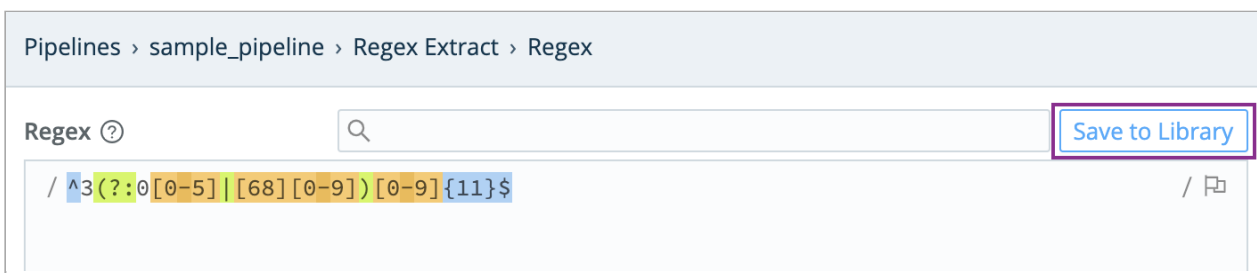 Pipelines › sample_pipeline › Regex Extract › Regex
Regex ? Save to Library
/ ^3(?:0[0-5]|[68][0-9])[0-9]{11}$ /